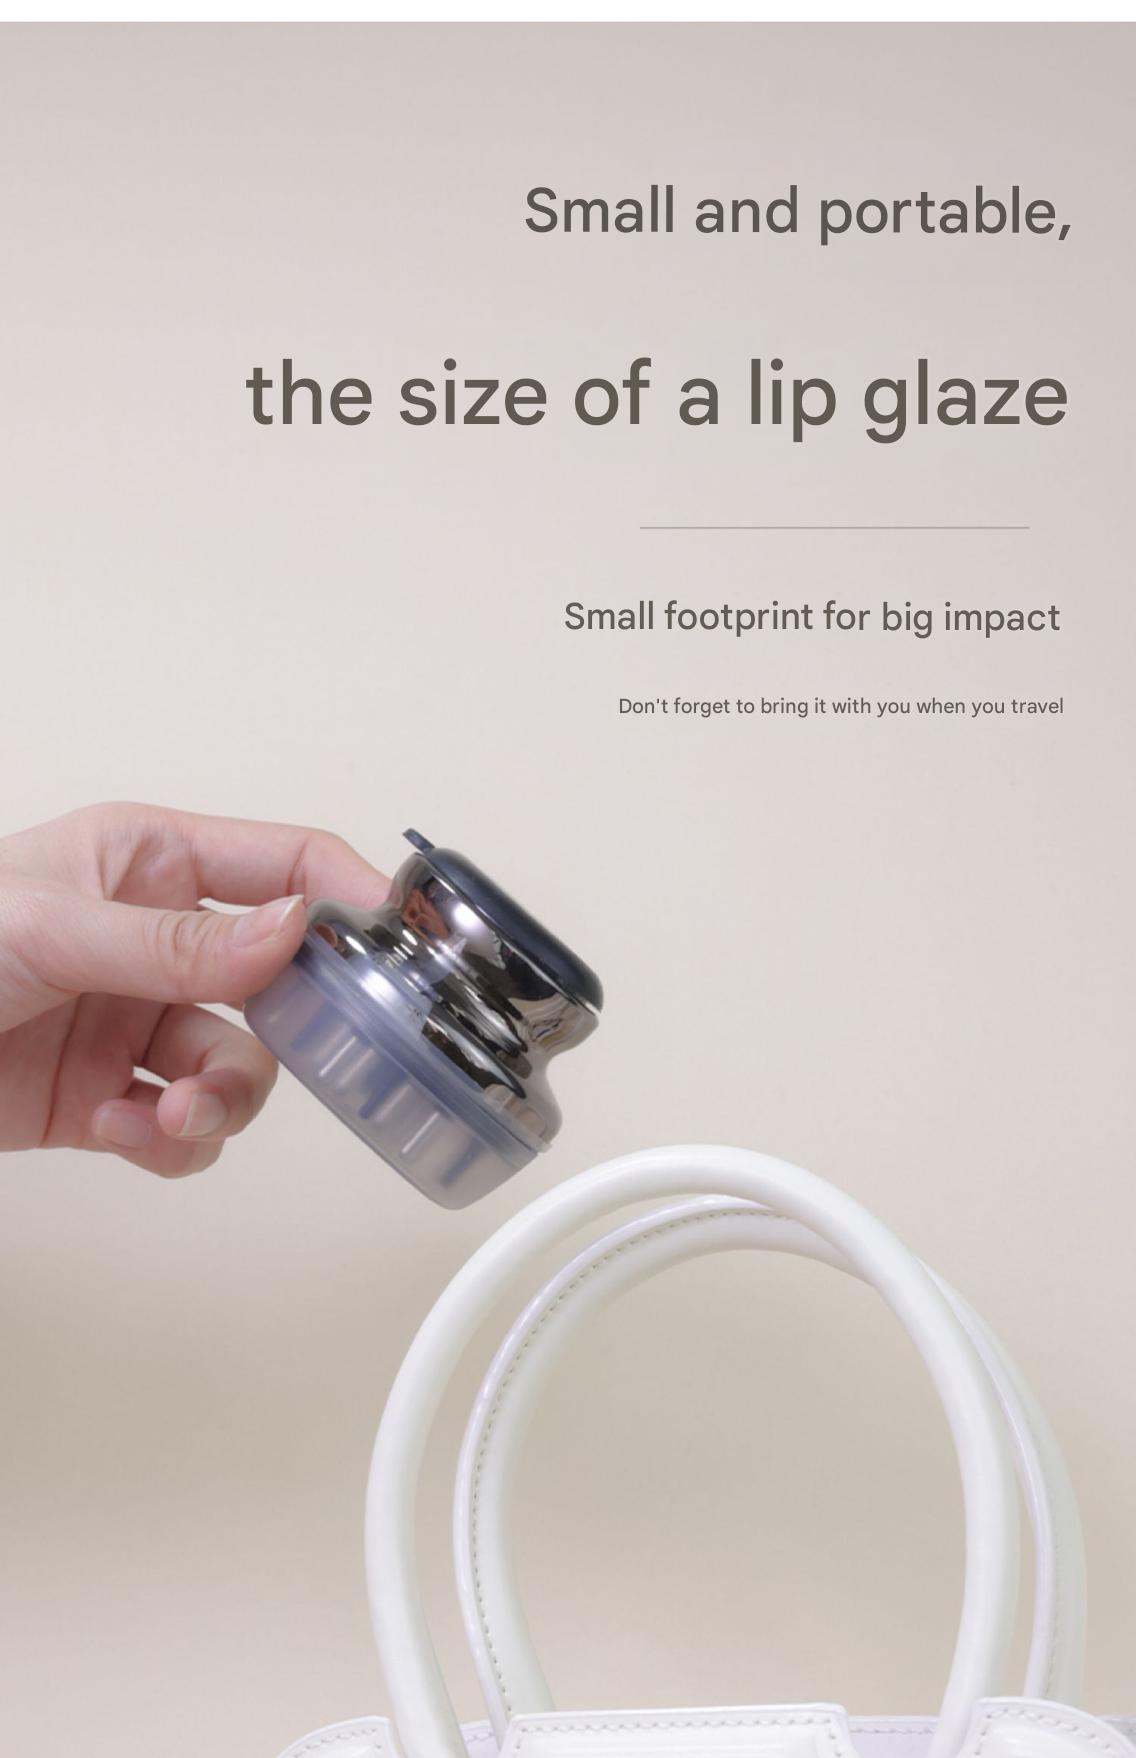 Small and portable,
the size of a lip glaze
Small footprint for big impact
Don't forget to bring it with you when you travel